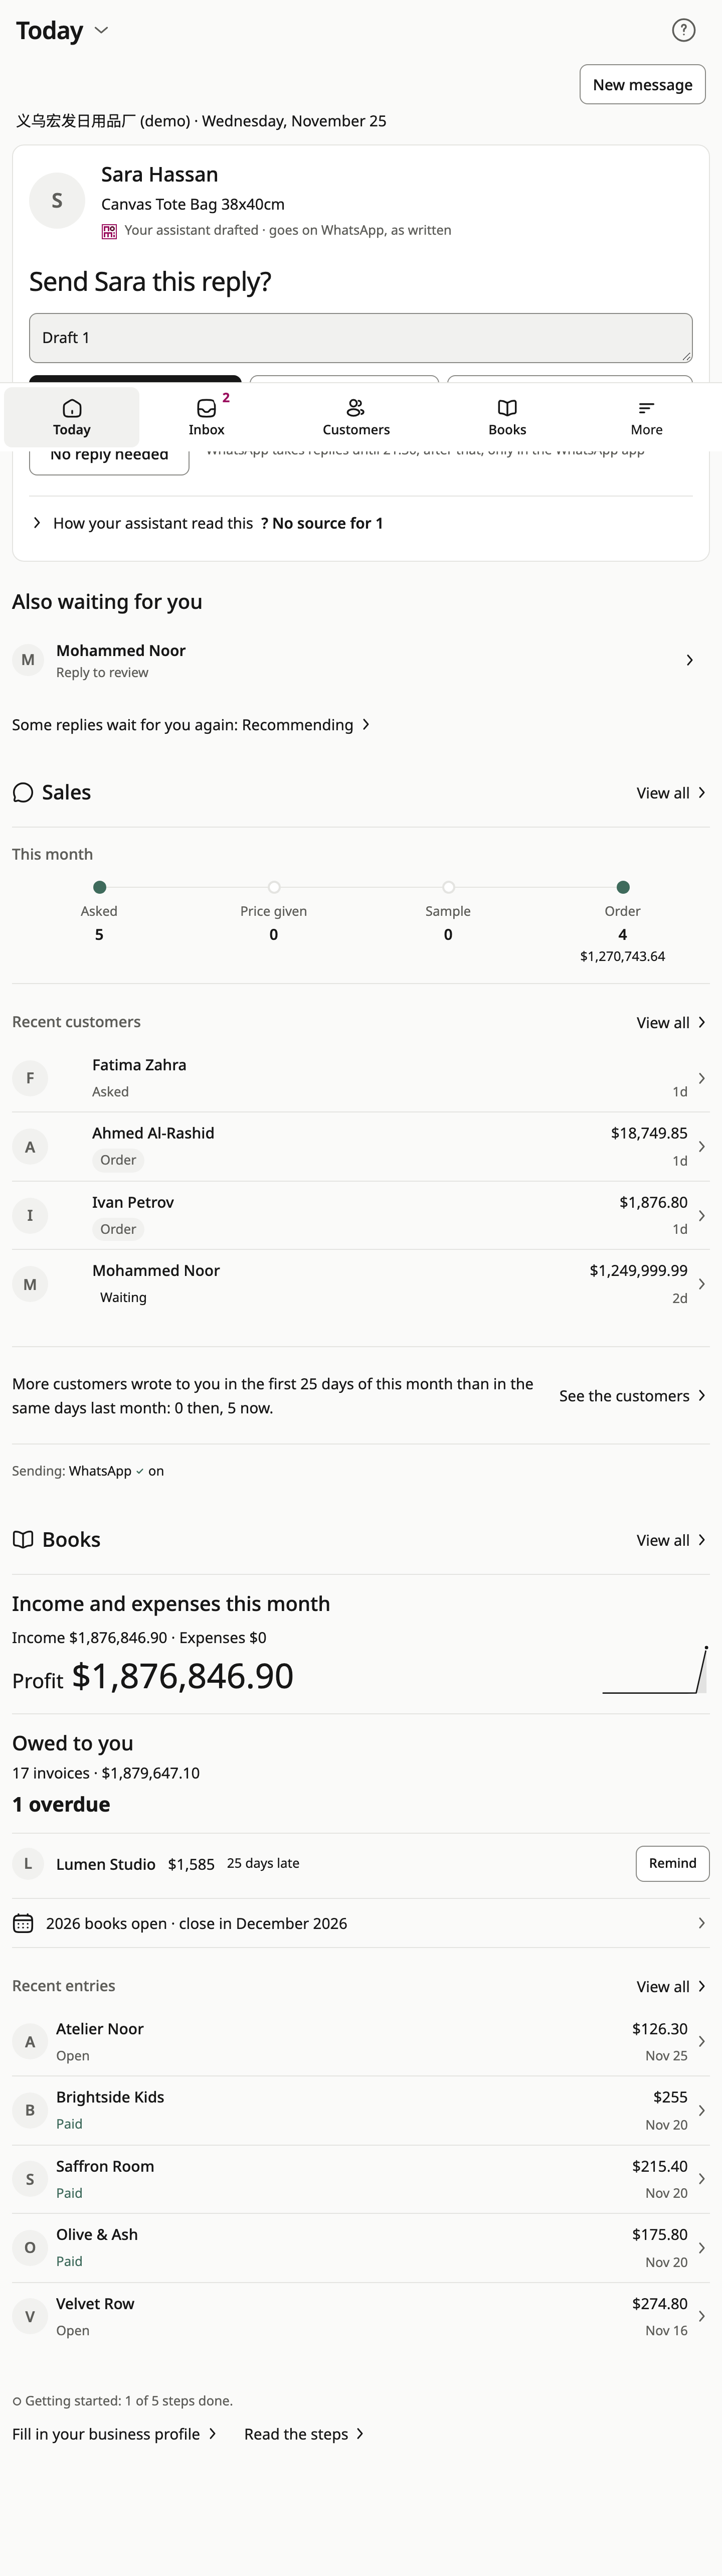 Today
New message
义乌宏发日用品厂 (demo) · Wednesday, November 25
S
Sara Hassan
Canvas Tote Bag 38x40cm
Your assistant drafted · goes on WhatsApp, as written
Send Sara this reply?
Draft 1
Today
Inbox
2
Customers
Books
More
No reply needed
WhatsApp takes replies until 21:30, after that, only in the WhatsApp app
How your assistant read this ? No source for 1
Also waiting for you
M
Mohammed Noor
Reply to review
Some replies wait for you again: Recommending
Sales
View all
This month
Asked
Price given
Sample
Order
5
0
0
4
$1,270,743.64
Recent customers
View all
F
Fatima Zahra
Asked
1d
A
Ahmed Al-Rashid
$18,749.85
Order
1d
I
Ivan Petrov
$1,876.80
Order
1d
M
Mohammed Noor
$1,249,999.99
Waiting
2d
More customers wrote to you in the first 25 days of this month than in the
same days last month: 0 then, 5 now.
See the customers
Sending: WhatsApp ✓ on
Books
View all
Income and expenses this month
Income $1,876,846.90 · Expenses $0
Profit $1,876,846.90
Owed to you
17 invoices · $1,879,647.10
1 overdue
L
Lumen Studio $1,585 25 days late
Remind
2026 books open · close in December 2026
Recent entries
View all
A
Atelier Noor
$126.30
Open
Nov 25
B
Brightside Kids
$255
Paid
Nov 20
S
Saffron Room
$215.40
Paid
Nov 20
O
Olive & Ash
$175.80
Paid
Nov 20
V
Velvet Row
$274.80
Open
Nov 16
Getting started: 1 of 5 steps done.
Fill in your business profile
Read the steps